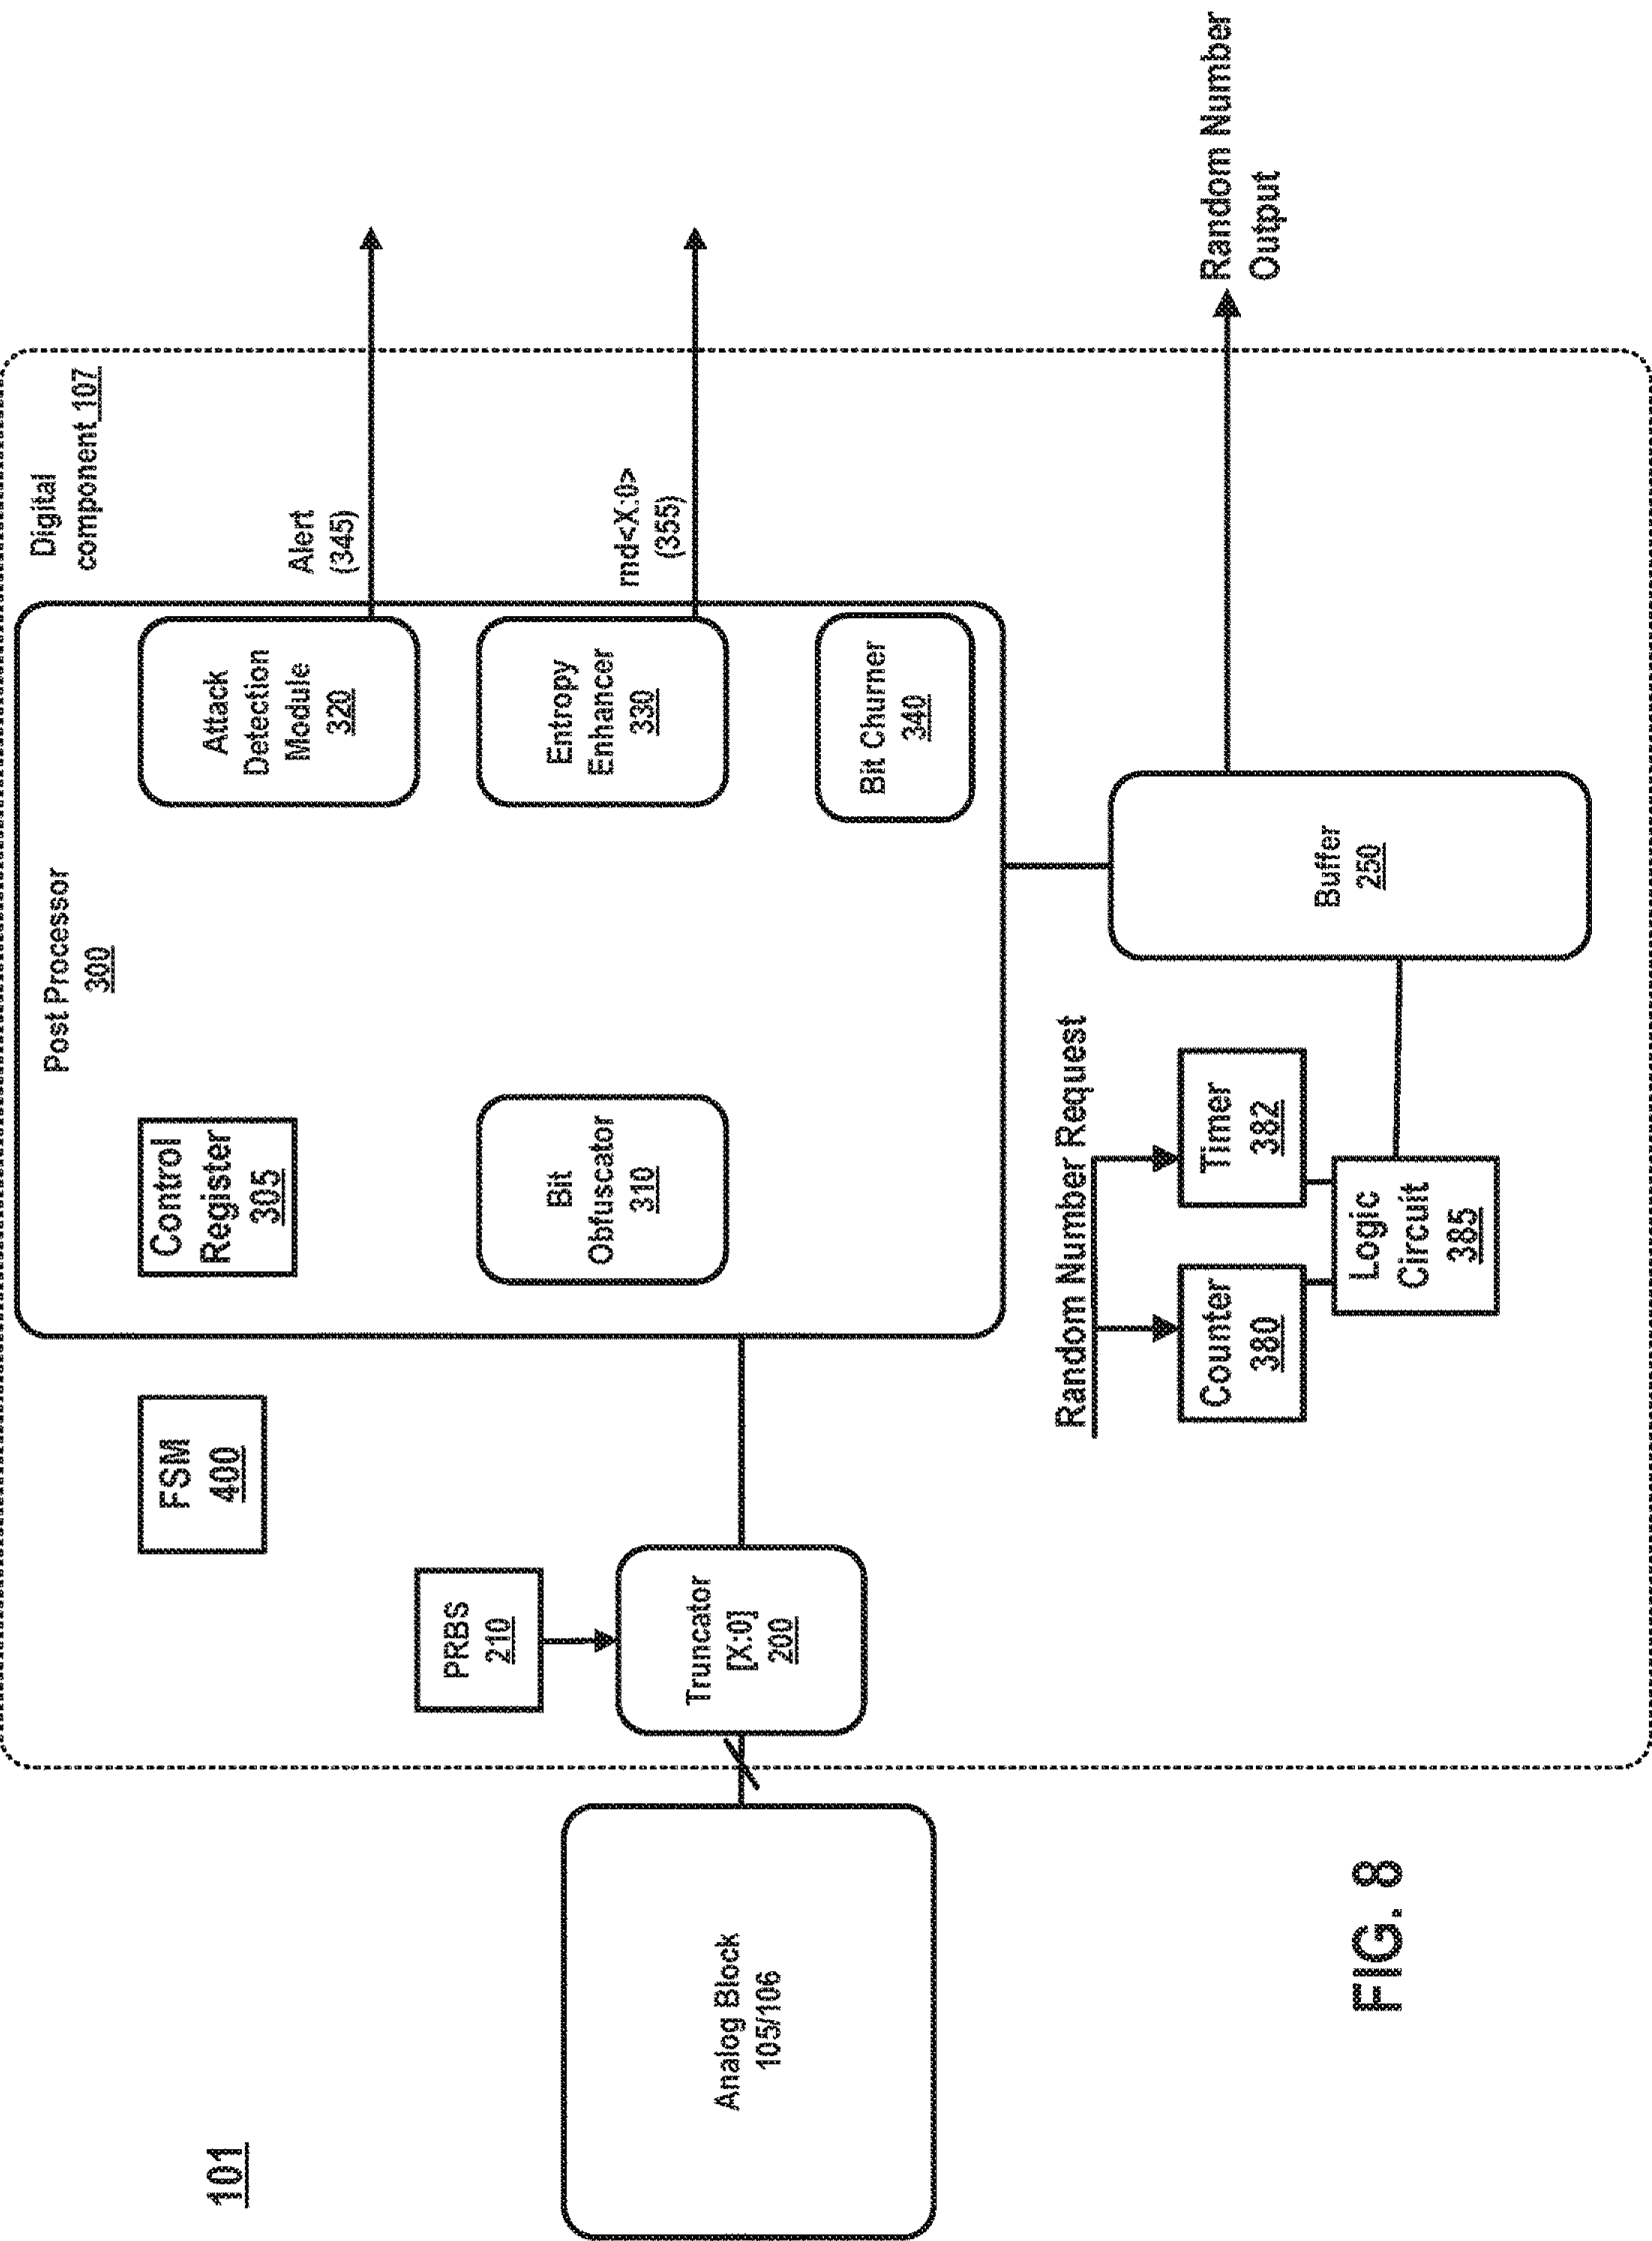 101
Analog Block
105/106
Digital
component 107
FSM
400
PRBS
210
Truncator
[X:0]
200
Post Processor
300
Control
Register
305
Bit
Obfuscator
310
Attack
Detection
Module
320
Entropy
Enhancer
330
Bit Churner
340
Alert
(345)
rnd<X:0>
(355)
Random Number Request
Counter
380
Timer
382
Logic
Circuit
385
Buffer
250
Random Number
Output
FIG. 8